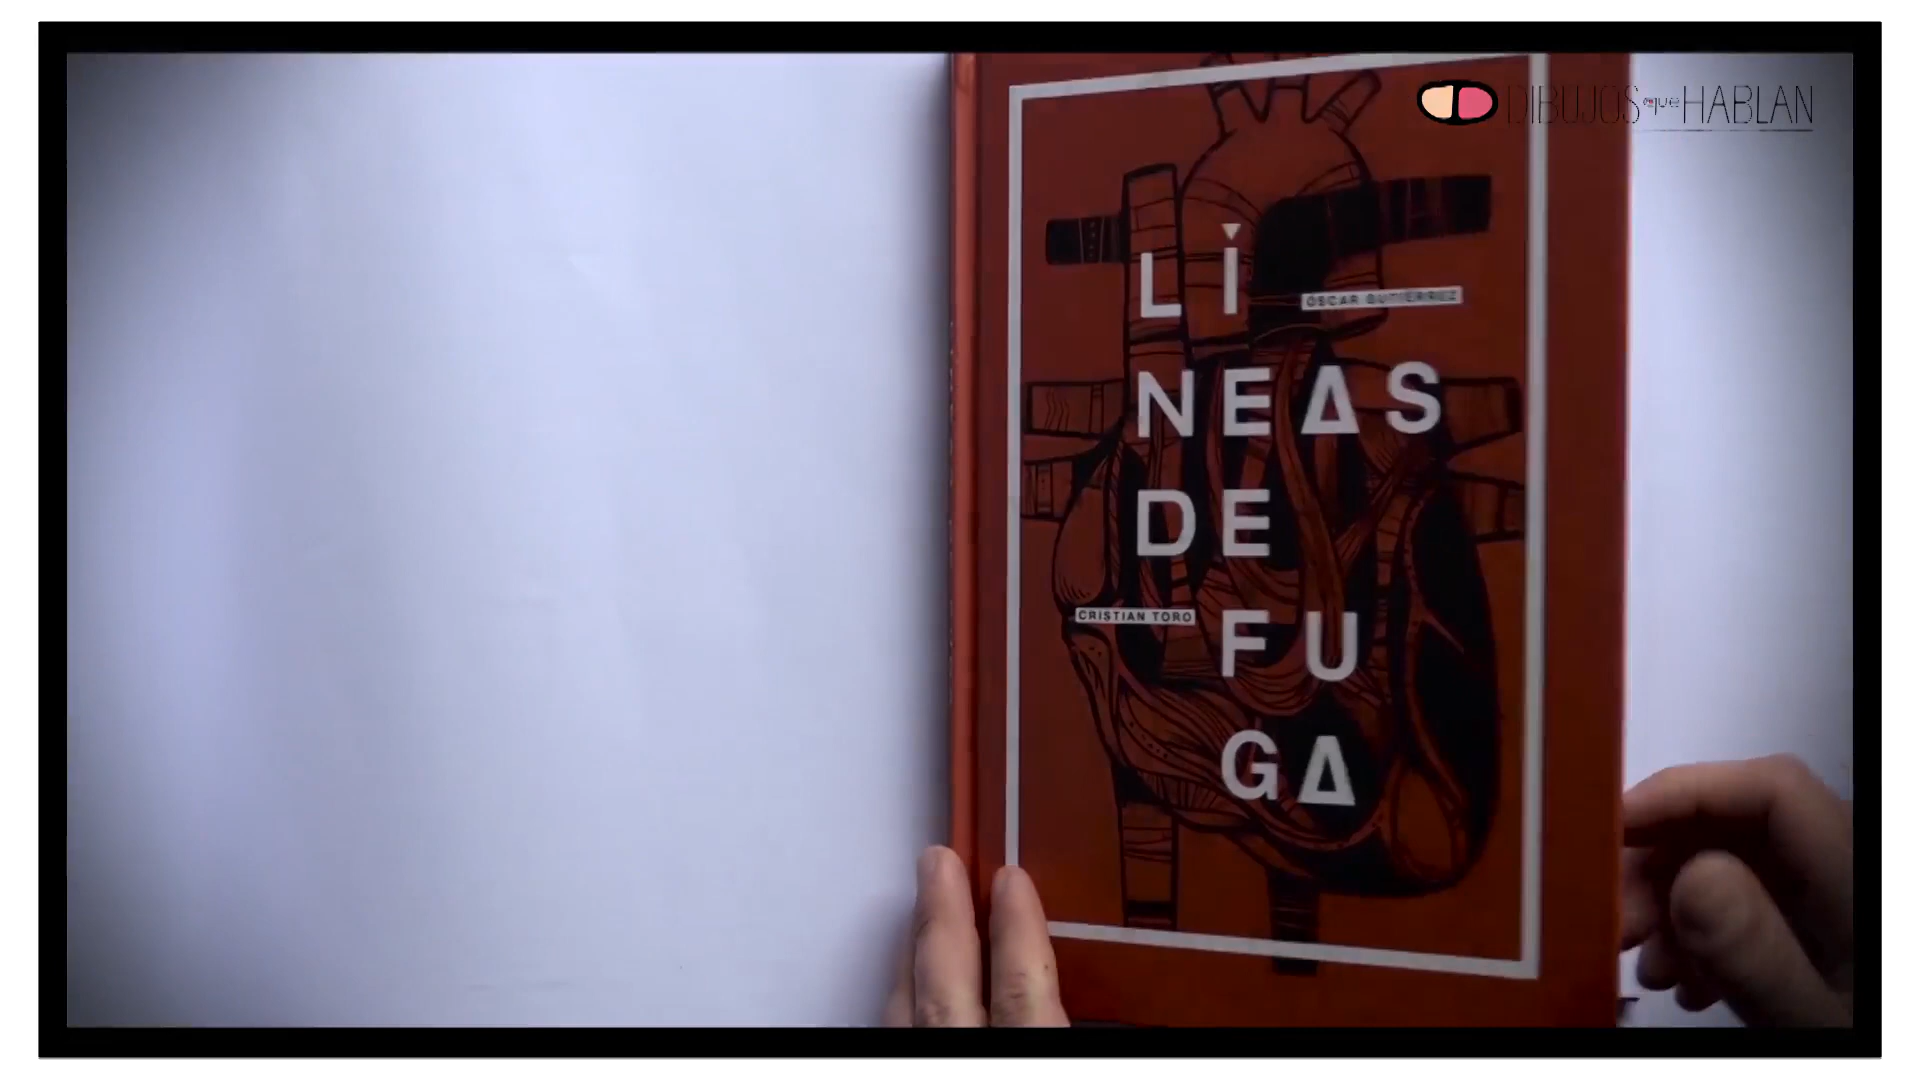 DIBUJOS que HABLAN
LÍ
ÓSCAR GUTIÉRREZ
NEAS
DE
CRISTIAN TORO
FU
GA